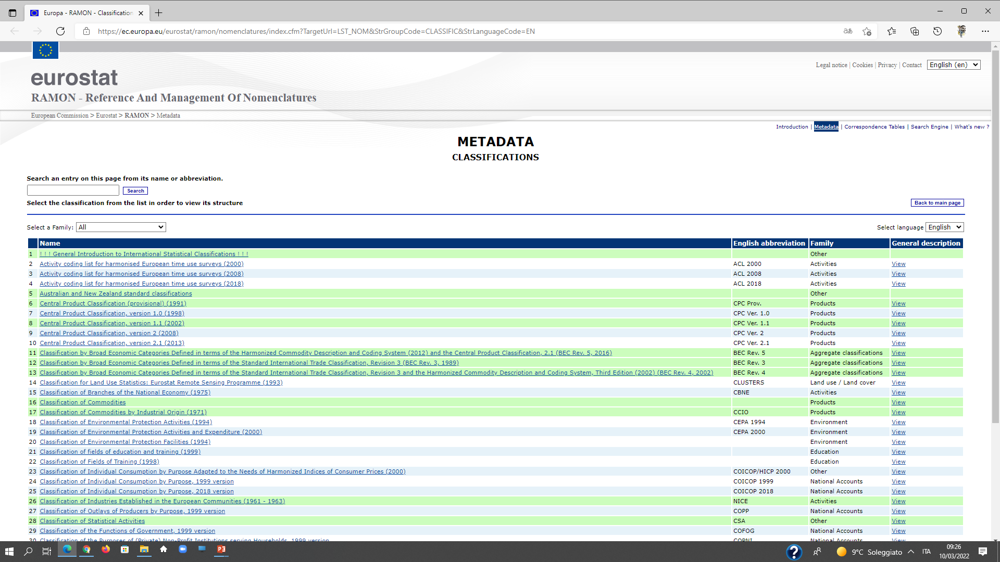 Europa - RAMON - Classification
https://ec.europa.eu/eurostat/ramon/nomenclatures/index.cfm?TargetUrl=LST_NOM&StrGroupCode=CLASSIFIC&StrLanguageCode=EN
Legal notice | Cookies | Privacy | Contact English (en)
eurostat
RAMON - Reference And Management Of Nomenclatures
European Commission > Eurostat > RAMON > Metadata
Introduction | Metadata | Correspondence Tables | Search Engine | What's new ?
METADATA
CLASSIFICATIONS
Search an entry on this page from its name or abbreviation.
Search
Select the classification from the list in order to view its structure
Back to main page
Select a Family: All Select language English
Name English abbreviation Family General description
1 ! ! ! General Introduction to International Statistical Classifications ! ! ! Other
2 Activity coding list for harmonised European time use surveys (2000) ACL 2000 Activities View
3 Activity coding list for harmonised European time use surveys (2008) ACL 2008 Activities View
4 Activity coding list for harmonised European time use surveys (2018) ACL 2018 Activities View
5 Australian and New Zealand standard classifications Other
6 Central Product Classification (provisional) (1991) CPC Prov. Products View
7 Central Product Classification, version 1.0 (1998) CPC Ver. 1.0 Products View
8 Central Product Classification, version 1.1 (2002) CPC Ver. 1.1 Products View
9 Central Product Classification, version 2 (2008) CPC Ver. 2 Products View
10 Central Product Classification, version 2.1 (2013) CPC Ver. 2.1 Products View
11 Classification by Broad Economic Categories Defined in terms of the Harmonized Commodity Description and Coding System (2012) and the Central Product Classification, 2.1 (BEC Rev. 5, 2016) BEC Rev. 5 Aggregate classifications View
12 Classification by Broad Economic Categories Defined in terms of the Standard International Trade Classification, Revision 3 (BEC Rev. 3, 1989) BEC Rev. 3 Aggregate classifications View
13 Classification by Broad Economic Categories Defined in terms of the Standard International Trade Classification, Revision 3 and the Harmonized Commodity Description and Coding System, Third Edition (2002) (BEC Rev. 4, 2002) BEC Rev. 4 Aggregate classifications View
14 Classification for Land Use Statistics: Eurostat Remote Sensing Programme (1993) CLUSTERS Land use / Land cover View
15 Classification of Branches of the National Economy (1975) CBNE Activities View
16 Classification of Commodities Products View
17 Classification of Commodities by Industrial Origin (1971) CCIO Products View
18 Classification of Environmental Protection Activities (1994) CEPA 1994 Environment View
19 Classification of Environmental Protection Activities and Expenditure (2000) CEPA 2000 Environment View
20 Classification of Environmental Protection Facilities (1994) Environment View
21 Classification of fields of education and training (1999) Education View
22 Classification of Fields of Training (1998) Education View
23 Classification of Individual Consumption by Purpose Adapted to the Needs of Harmonized Indices of Consumer Prices (2000) COICOP/HICP 2000 Other View
24 Classification of Individual Consumption by Purpose, 1999 version COICOP 1999 National Accounts View
25 Classification of Individual Consumption by Purpose, 2018 version COICOP 2018 National Accounts View
26 Classification of Industries Established in the European Communities (1961 - 1963) NICE Activities View
27 Classification of Outlays of Producers by Purpose, 1999 version COPP National Accounts View
28 Classification of Statistical Activities CSA Other View
29 Classification of the Functions of Government, 1999 version COFOG National Accounts View
30 Classification of the Purposes of (Private) Non-Profit Institutions serving Households, 1999 version COPNI National Accounts View
9°C Soleggiato ITA 09:26
10/03/2022